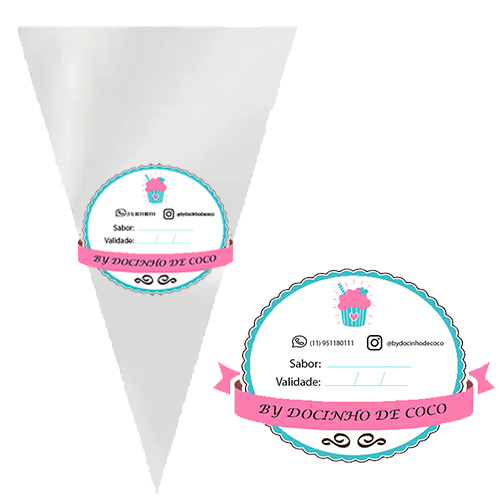 (11) 951180111 @bydocinhodecoco
Sabor:
Validade: / /
BY DOCINHO DE COCO
(11) 951180111 @bydocinhodecoco
Sabor:
Validade: / /
BY DOCINHO DE COCO